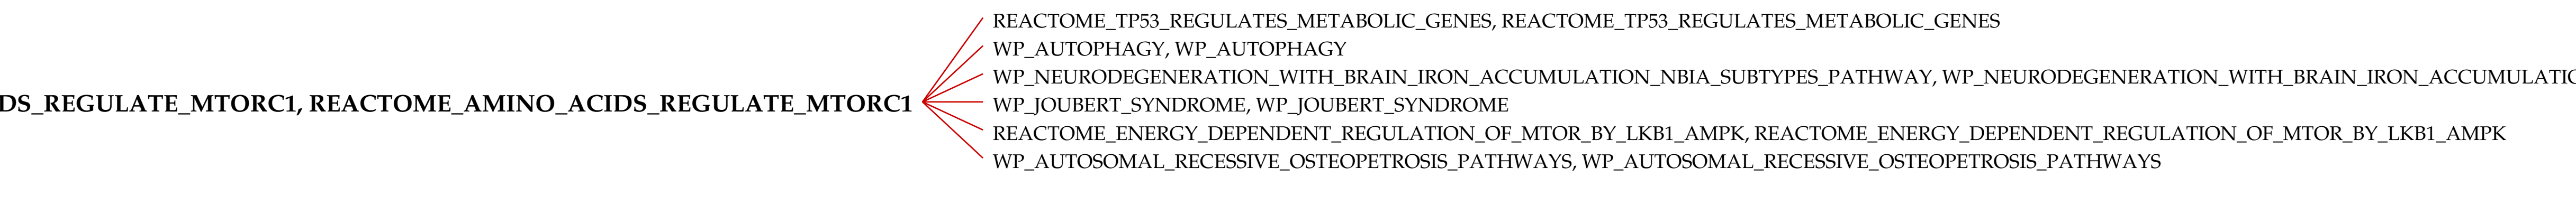 REACTOME_TP53_REGULATES_METABOLIC_GENES, REACTOME_TP53_REGULATES_METABOLIC_GENES
WP_AUTOPHAGY, WP_AUTOPHAGY
WP_NEURODEGENERATION_WITH_BRAIN_IRON_ACCUMULATION_NBIA_SUBTYPES_PATHWAY, WP_NEURODEGENERATION_WITH_BRAIN_IRON_ACCUMULATIO
DS_REGULATE_MTORC1, REACTOME_AMINO_ACIDS_REGULATE_MTORC1
WP_JOUBERT_SYNDROME, WP_JOUBERT_SYNDROME
REACTOME_ENERGY_DEPENDENT_REGULATION_OF_MTOR_BY_LKB1_AMPK, REACTOME_ENERGY_DEPENDENT_REGULATION_OF_MTOR_BY_LKB1_AMPK
WP_AUTOSOMAL_RECESSIVE_OSTEOPETROSIS_PATHWAYS, WP_AUTOSOMAL_RECESSIVE_OSTEOPETROSIS_PATHWAYS